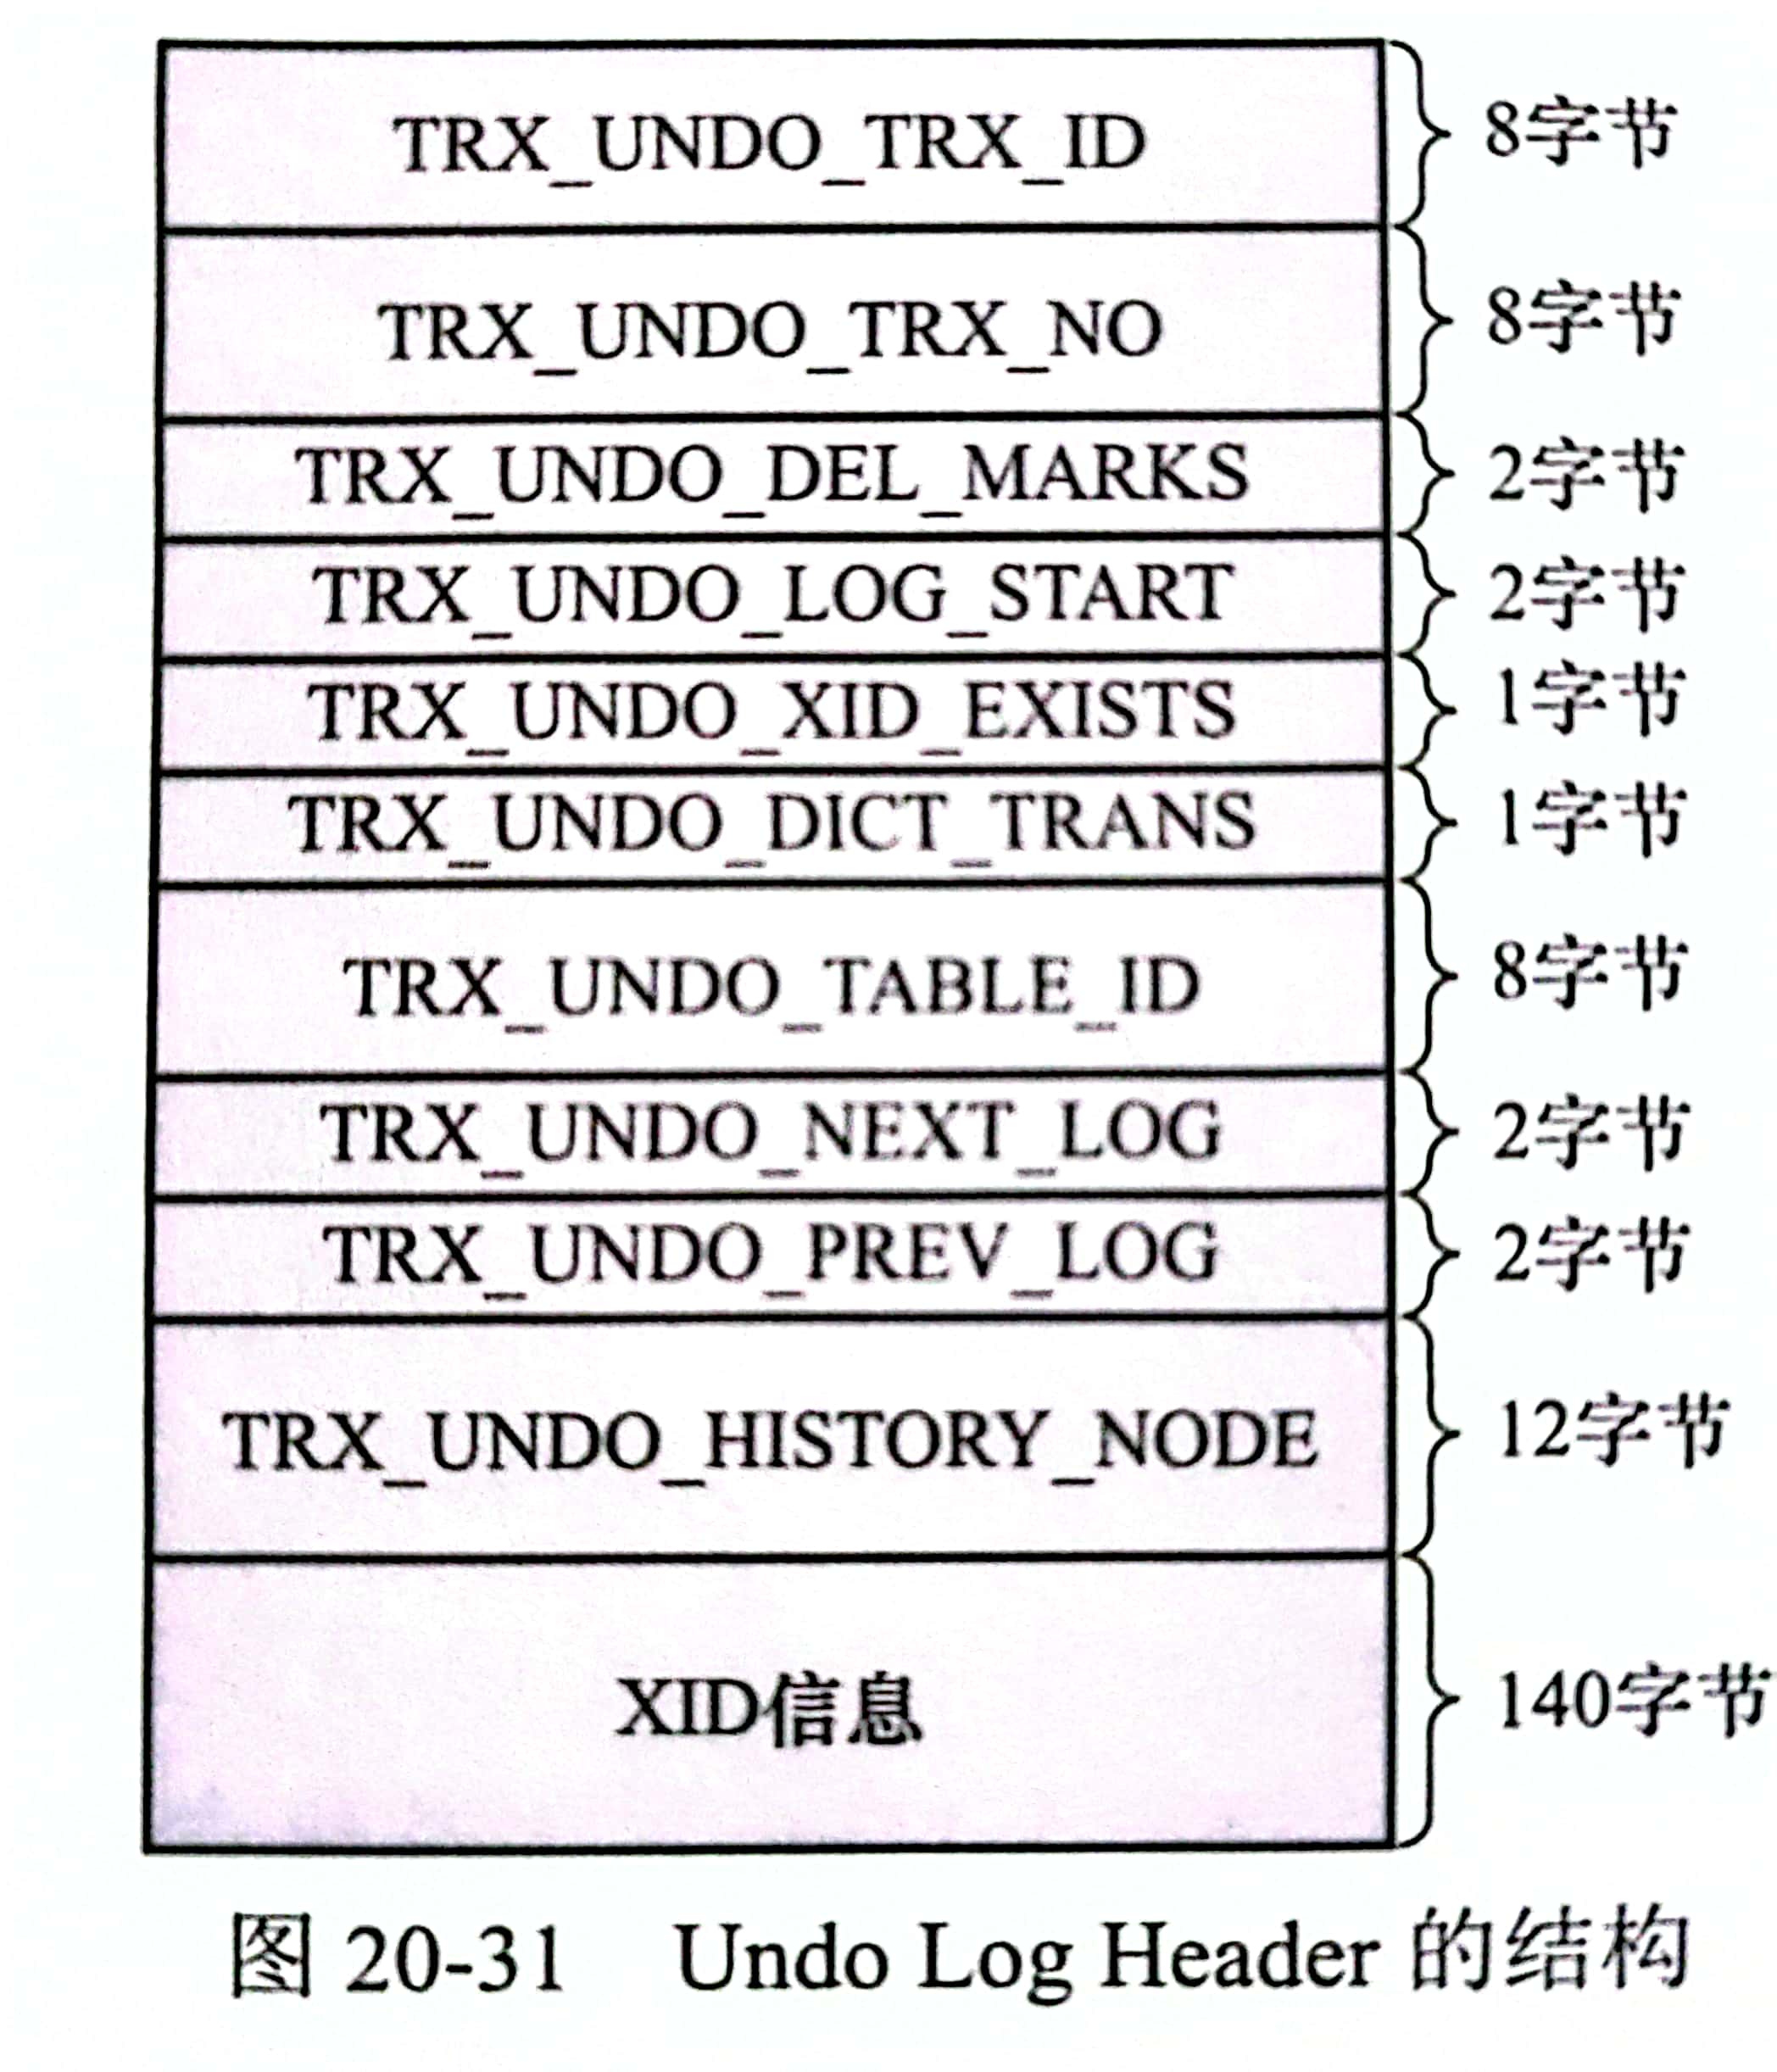 TRX_UNDO_TRX_ID 8字节
TRX_UNDO_TRX_NO 8字节
TRX_UNDO_DEL_MARKS 2字节
TRX_UNDO_LOG_START 2字节
TRX_UNDO_XID_EXISTS 1字节
TRX_UNDO_DICT_TRANS 1字节
TRX_UNDO_TABLE_ID 8字节
TRX_UNDO_NEXT_LOG 2字节
TRX_UNDO_PREV_LOG 2字节
TRX_UNDO_HISTORY_NODE 12字节
XID信息 140字节
图 20-31 Undo Log Header 的结构